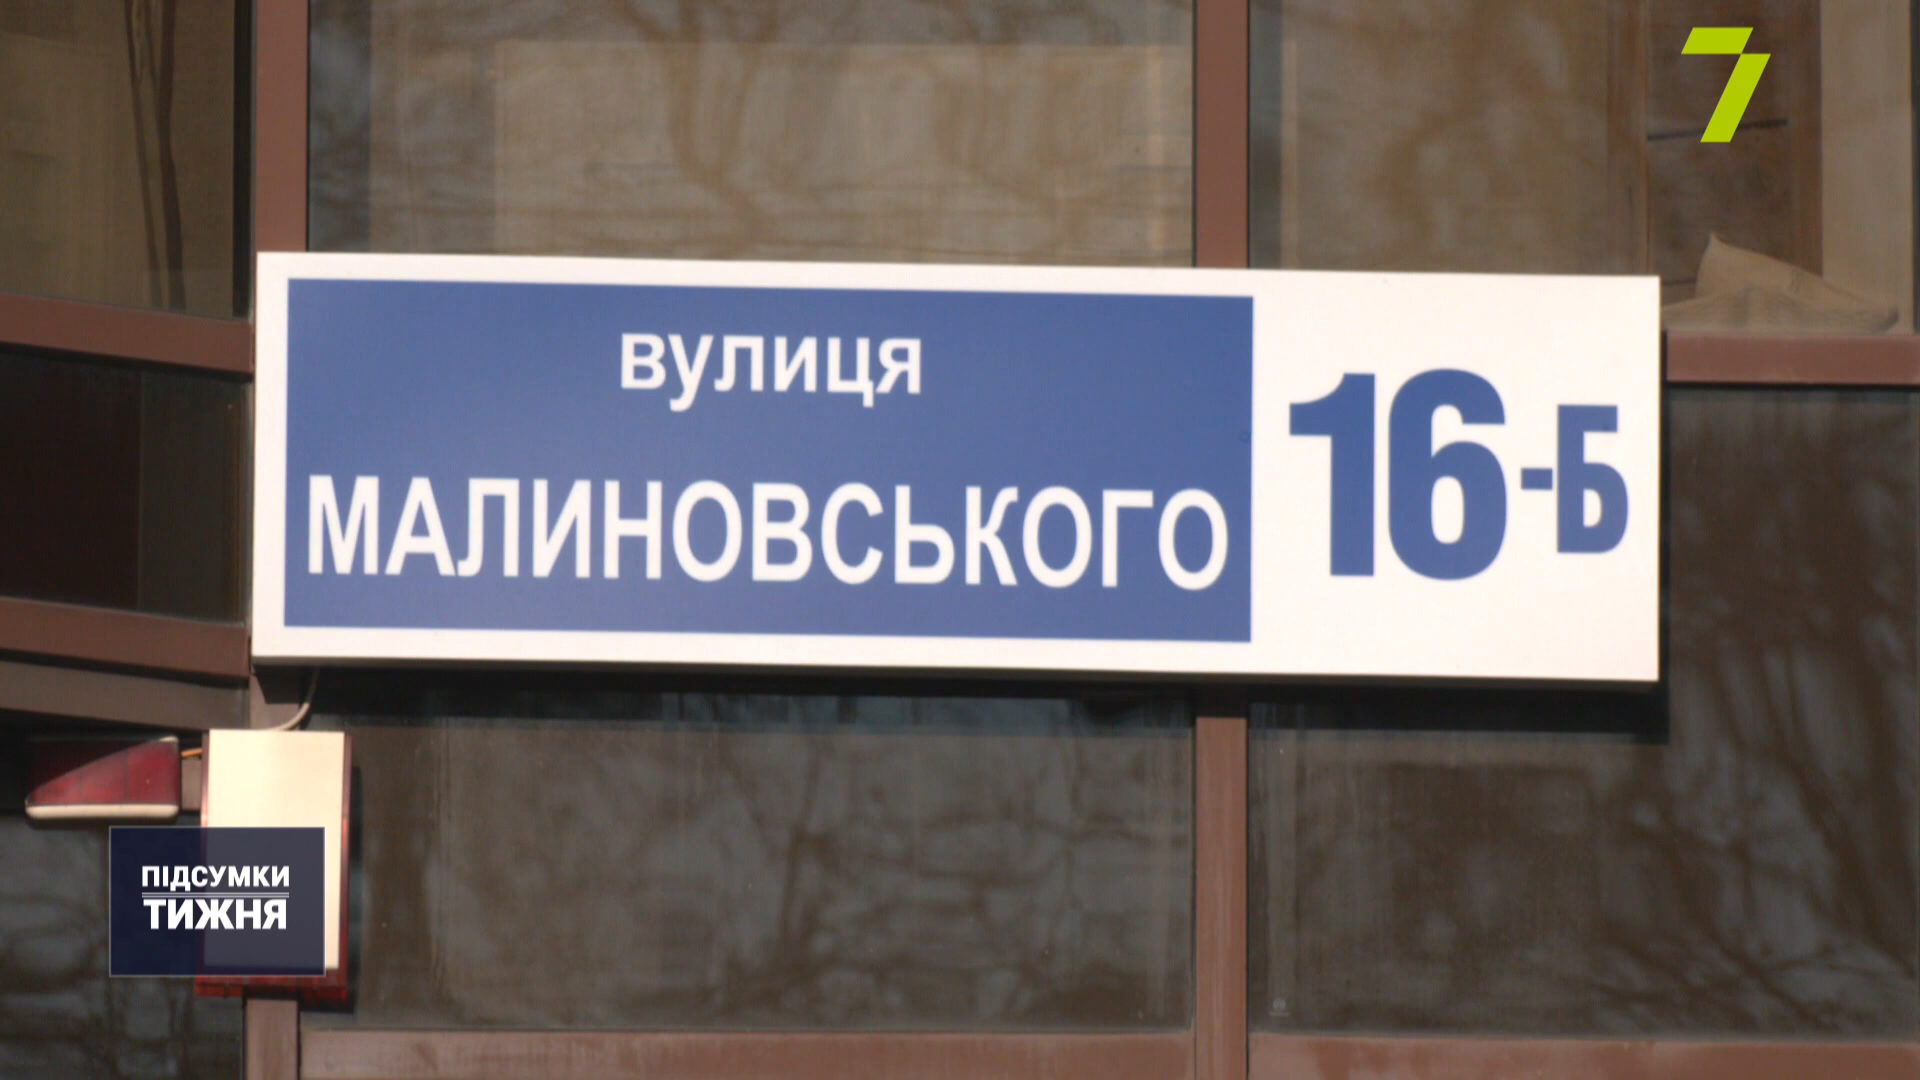 7
вулиця
МАЛИНОВСЬКОГО
16-Б
ПІДСУМКИ
ТИЖНЯ